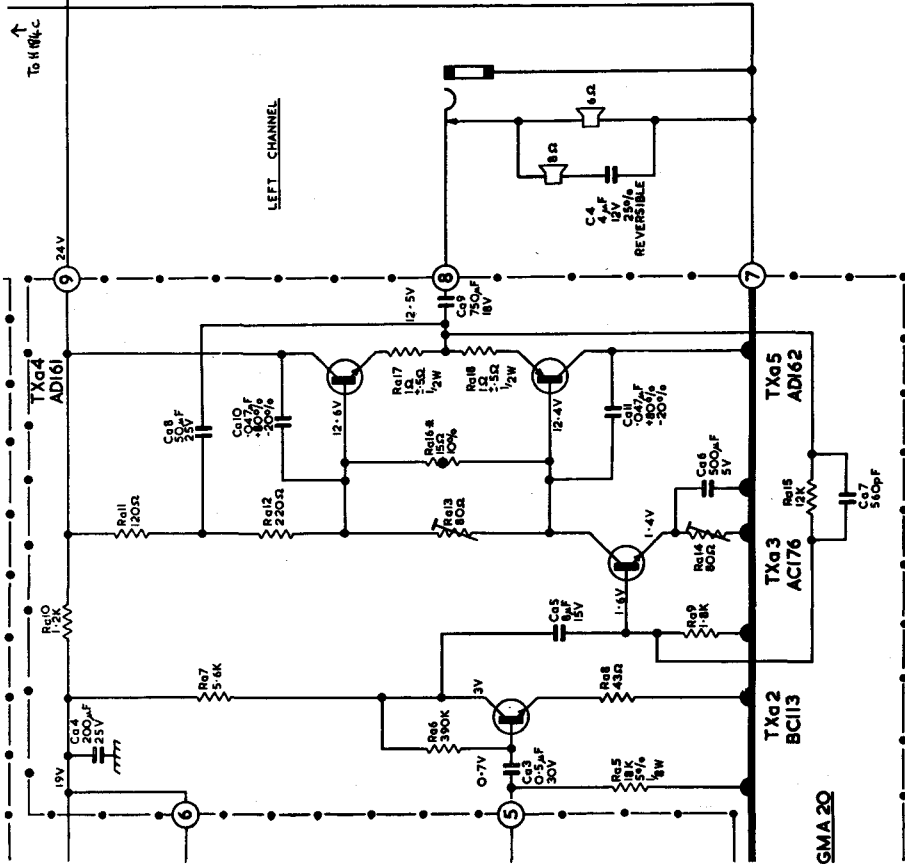 To H184C
LEFT CHANNEL
24V
9
8
7
6Ω
8Ω
C4
4μF
12V
25%
REVERSIBLE
TXa4
AD161
Ca8
50μF
25V
Ca10
·047μF
+80%
-20%
12·6V
Ra17
1Ω
±·5Ω
1/2W
12·5V
Ca9
750μF
18V
Ra18
1Ω
±·5Ω
1/2W
12·4V
Ca11
·047μF
+80%
-20%
TXa5
AD162
Ra16
15Ω
10%
Ra11
120Ω
Ra12
220Ω
Ra13
80Ω
1·4V
Ca6
500μF
5V
Ra14
80Ω
Ra15
12K
Ca7
560pF
TXa3
AC176
Ra10
1·2K
Ca5
8μF
15V
1·6V
Ra9
1·8K
Ra7
5·6K
Ra6
390K
3V
Ra8
43Ω
TXa2
BC113
Ca4
200μF
25V
19V
0·7V
Ca3
0·5μF
30V
Ra5
18K
5%
1/8W
6
5
GMA 20